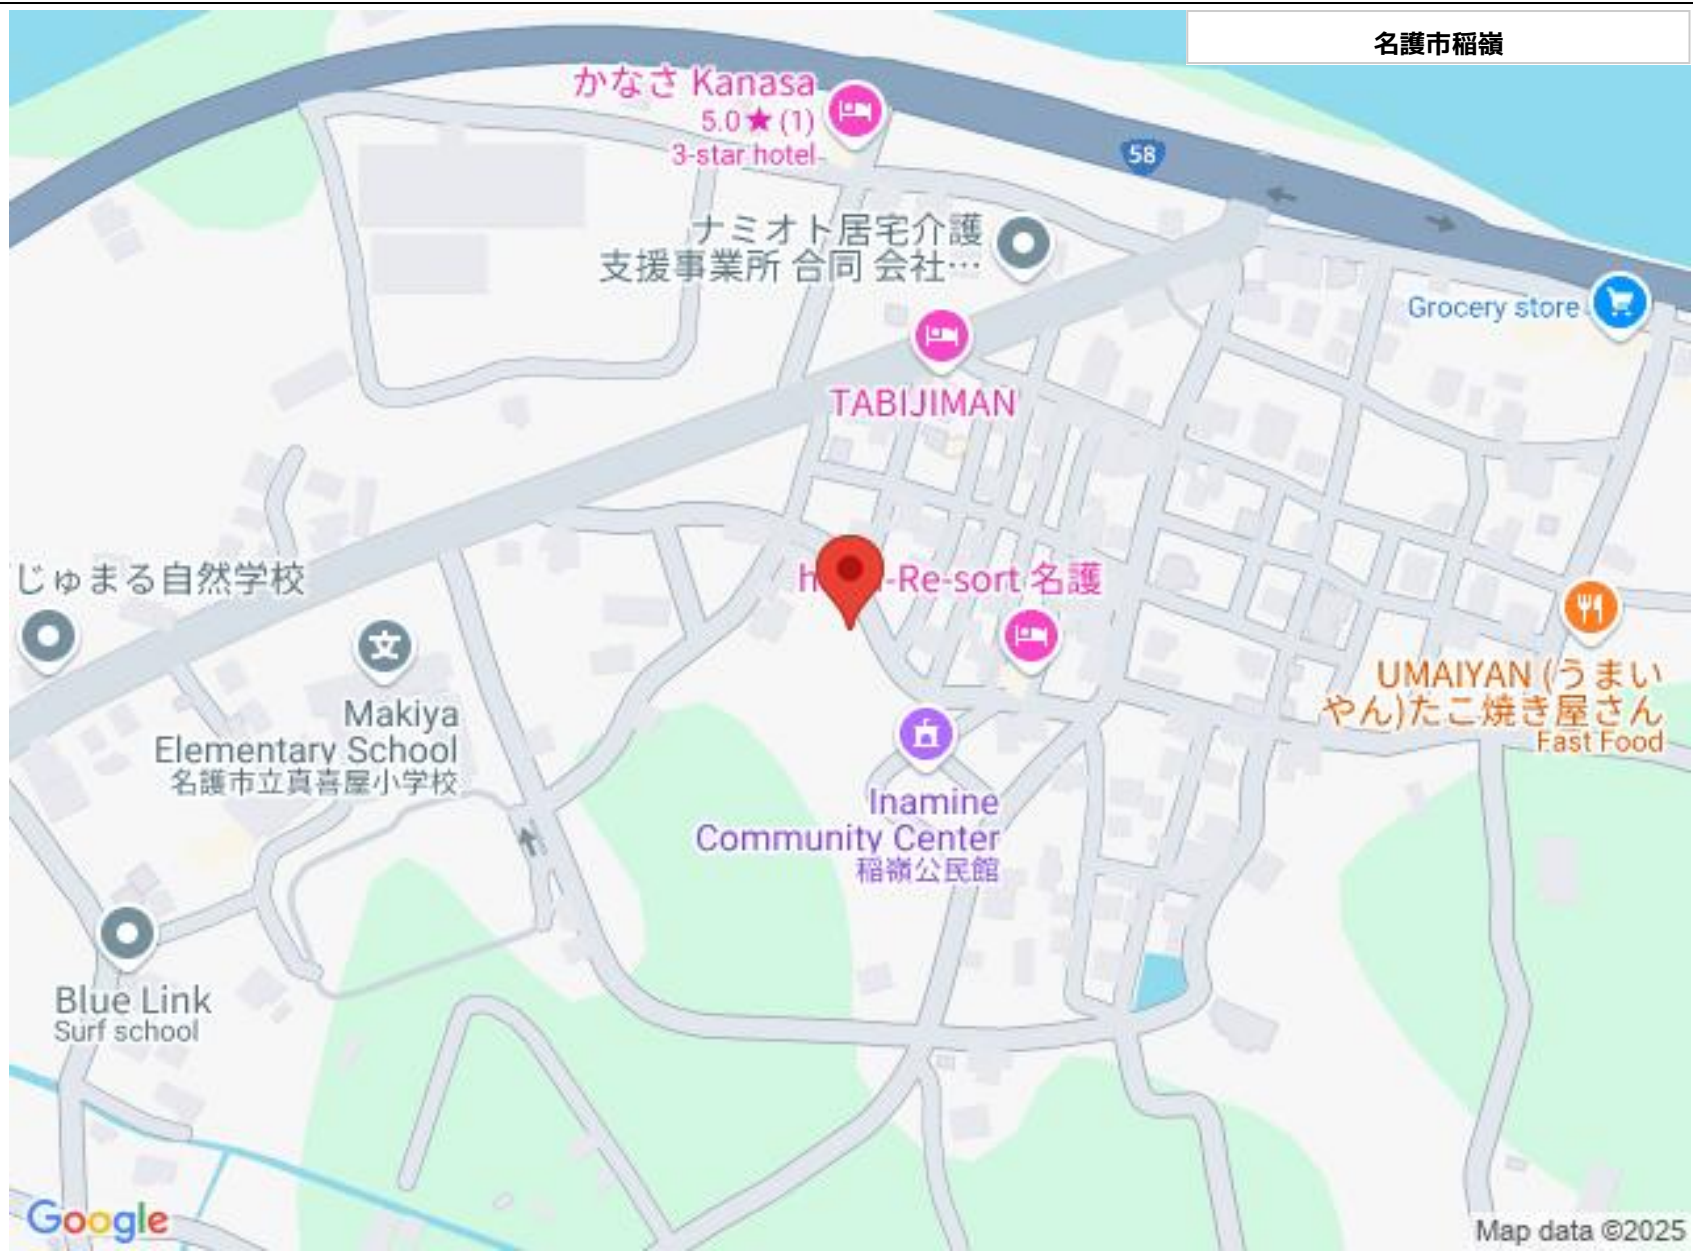 名護市稲嶺
かなさ Kanasa
5.0★ (1)
3-star hotel
58
ナミオト居宅介護
支援事業所 合同 会社…
Grocery store
TABIJIMAN
じゅまる自然学校
-Re-sort 名護
文
Makiya
Elementary School
名護市立真喜屋小学校
UMAIYAN (うまい
やん)たこ焼き屋さん
Fast Food
Inamine
Community Center
稲嶺公民館
Blue Link
Surf school
Google
Map data ©2025